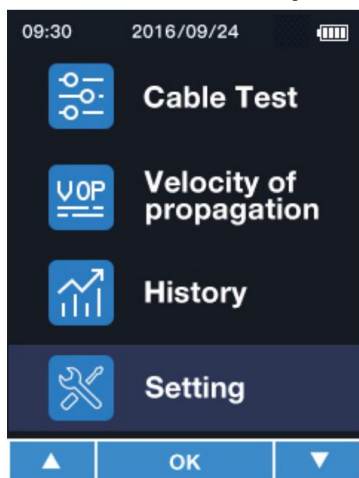 09:30 2016/09/24
Cable Test
VOP
Velocity of
propagation
History
Setting
▲ OK ▼